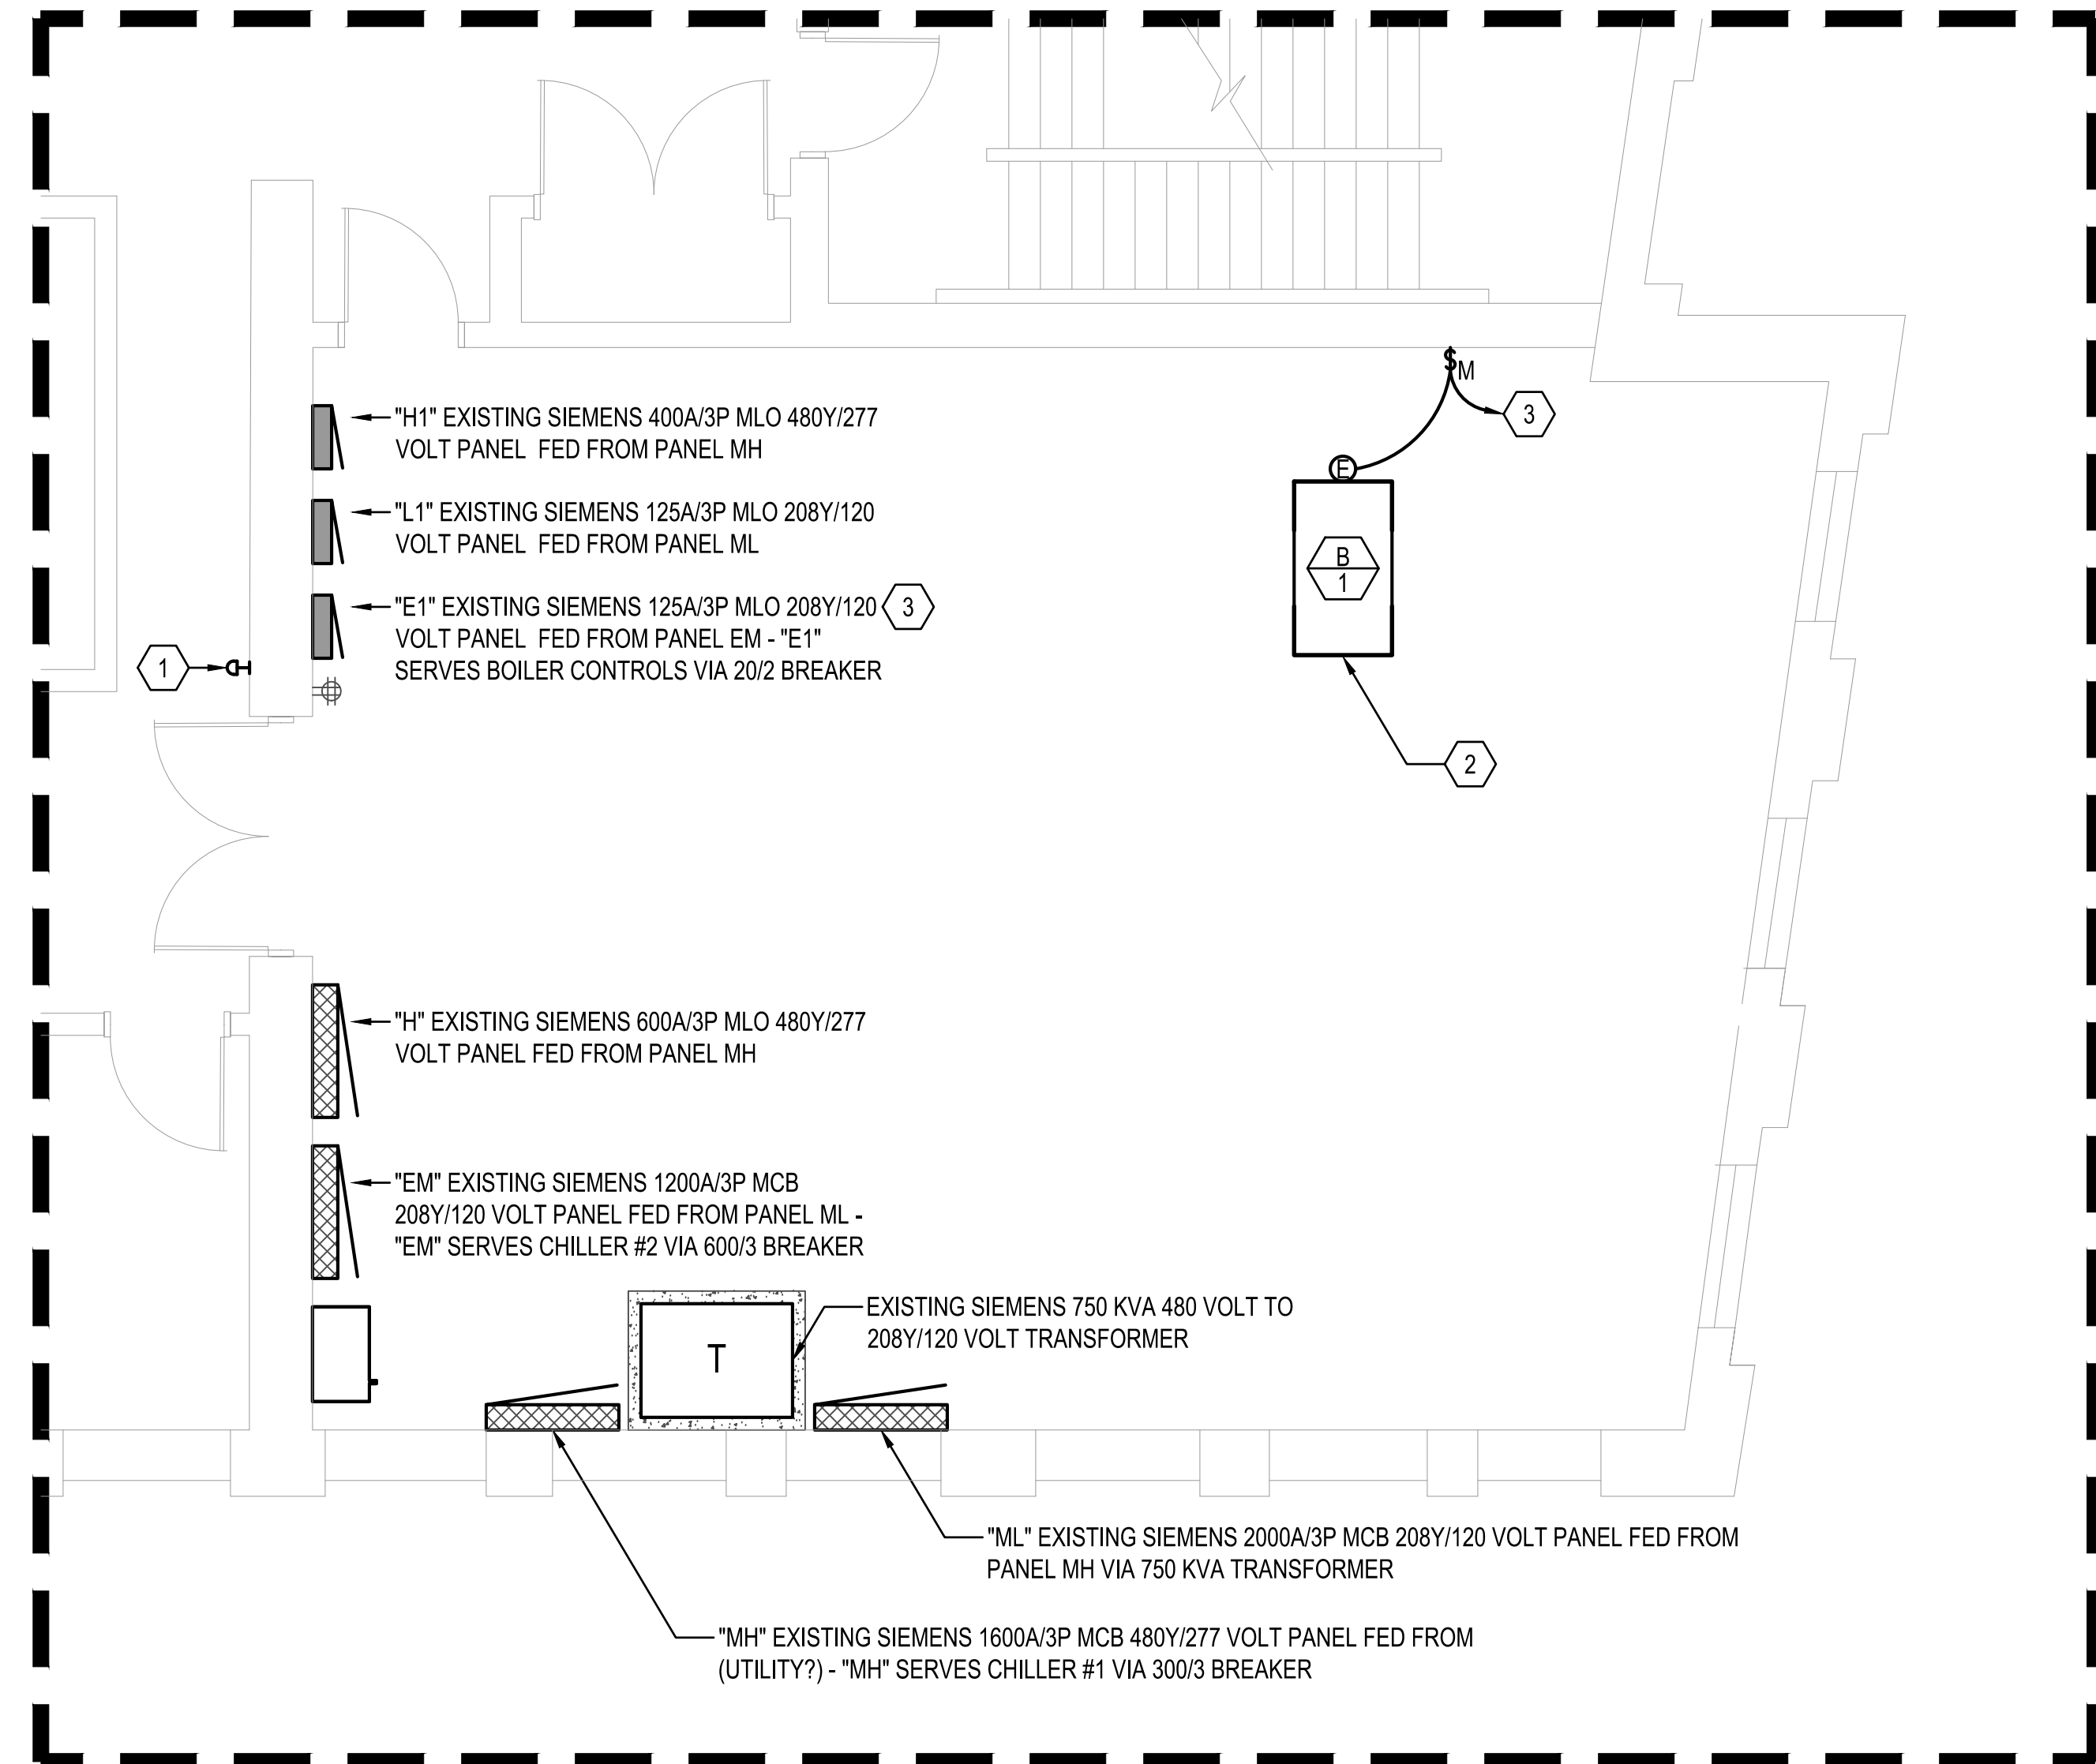 $
M
3
"H1" EXISTING SIEMENS 400A/3P MLO 480Y/277
VOLT PANEL  FED FROM PANEL MH
E
"L1" EXISTING SIEMENS 125A/3P MLO 208Y/120
VOLT PANEL  FED FROM PANEL ML
B
1
"E1" EXISTING SIEMENS 125A/3P MLO 208Y/120
3
VOLT PANEL  FED FROM PANEL EM - "E1"
SERVES BOILER CONTROLS VIA 20/2 BREAKER
1
2
"H" EXISTING SIEMENS 600A/3P MLO 480Y/277
VOLT PANEL FED FROM PANEL MH
"EM" EXISTING SIEMENS 1200A/3P MCB
208Y/120 VOLT PANEL FED FROM PANEL ML -
"EM" SERVES CHILLER #2 VIA 600/3 BREAKER
EXISTING SIEMENS 750 KVA 480 VOLT TO
208Y/120 VOLT TRANSFORMER
T
"ML" EXISTING SIEMENS 2000A/3P MCB 208Y/120 VOLT PANEL FED FROM
PANEL MH VIA 750 KVA TRANSFORMER
"MH" EXISTING SIEMENS 1600A/3P MCB 480Y/277 VOLT PANEL FED FROM
(UTILITY?) - "MH" SERVES CHILLER #1 VIA 300/3 BREAKER